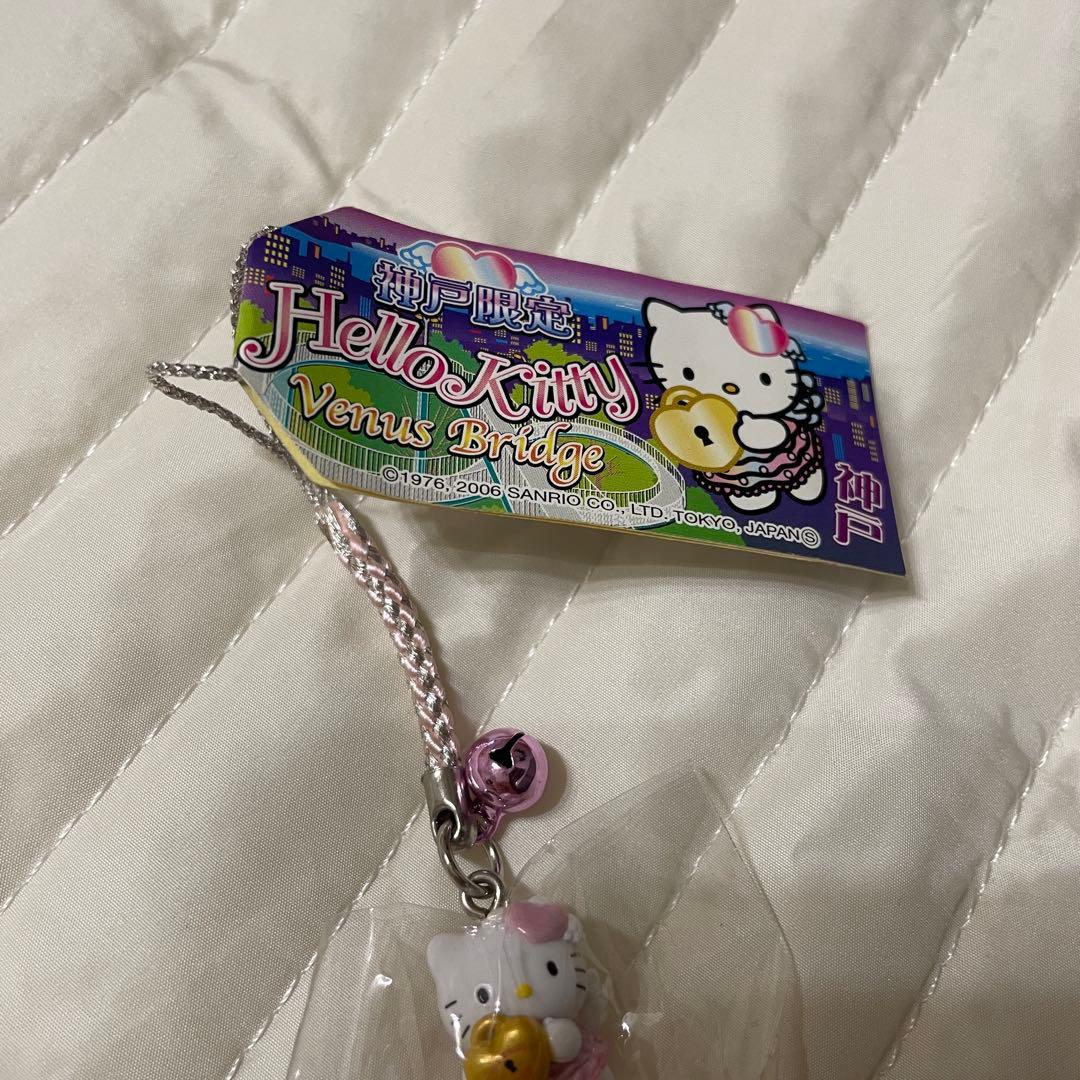 神戸限定
Hello Kitty
Venus Bridge
©1976, 2006 SANRIO CO., LTD. TOKYO, JAPAN Ⓢ
神戸